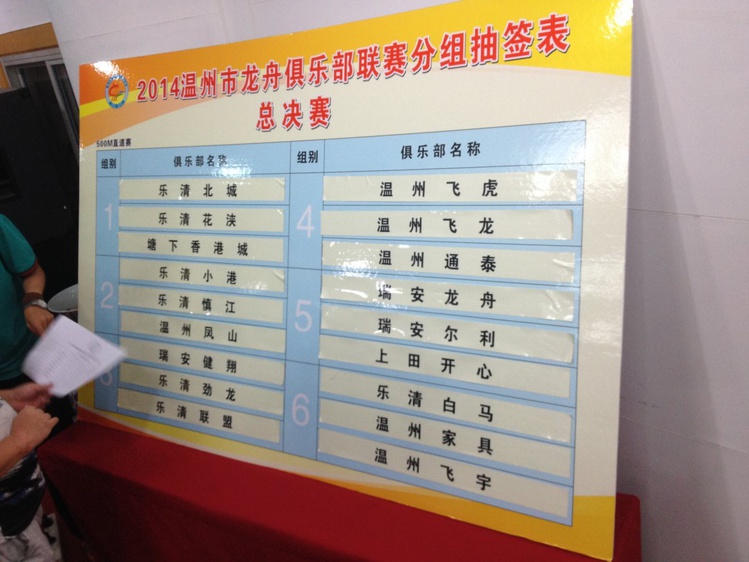 2014温州市龙舟俱乐部联赛分组抽签表
总决赛
500M直道赛
组别 俱乐部名称 组别 俱乐部名称
1
乐清北城
乐清花浃
塘下香港城
2
乐清小港
乐清慎江
温州凤山
3
瑞安健翔
乐清劲龙
乐清联盟
4
温州飞虎
温州飞龙
温州通泰
5
瑞安龙舟
瑞安尔利
上田开心
6
乐清白马
温州家具
温州飞宇